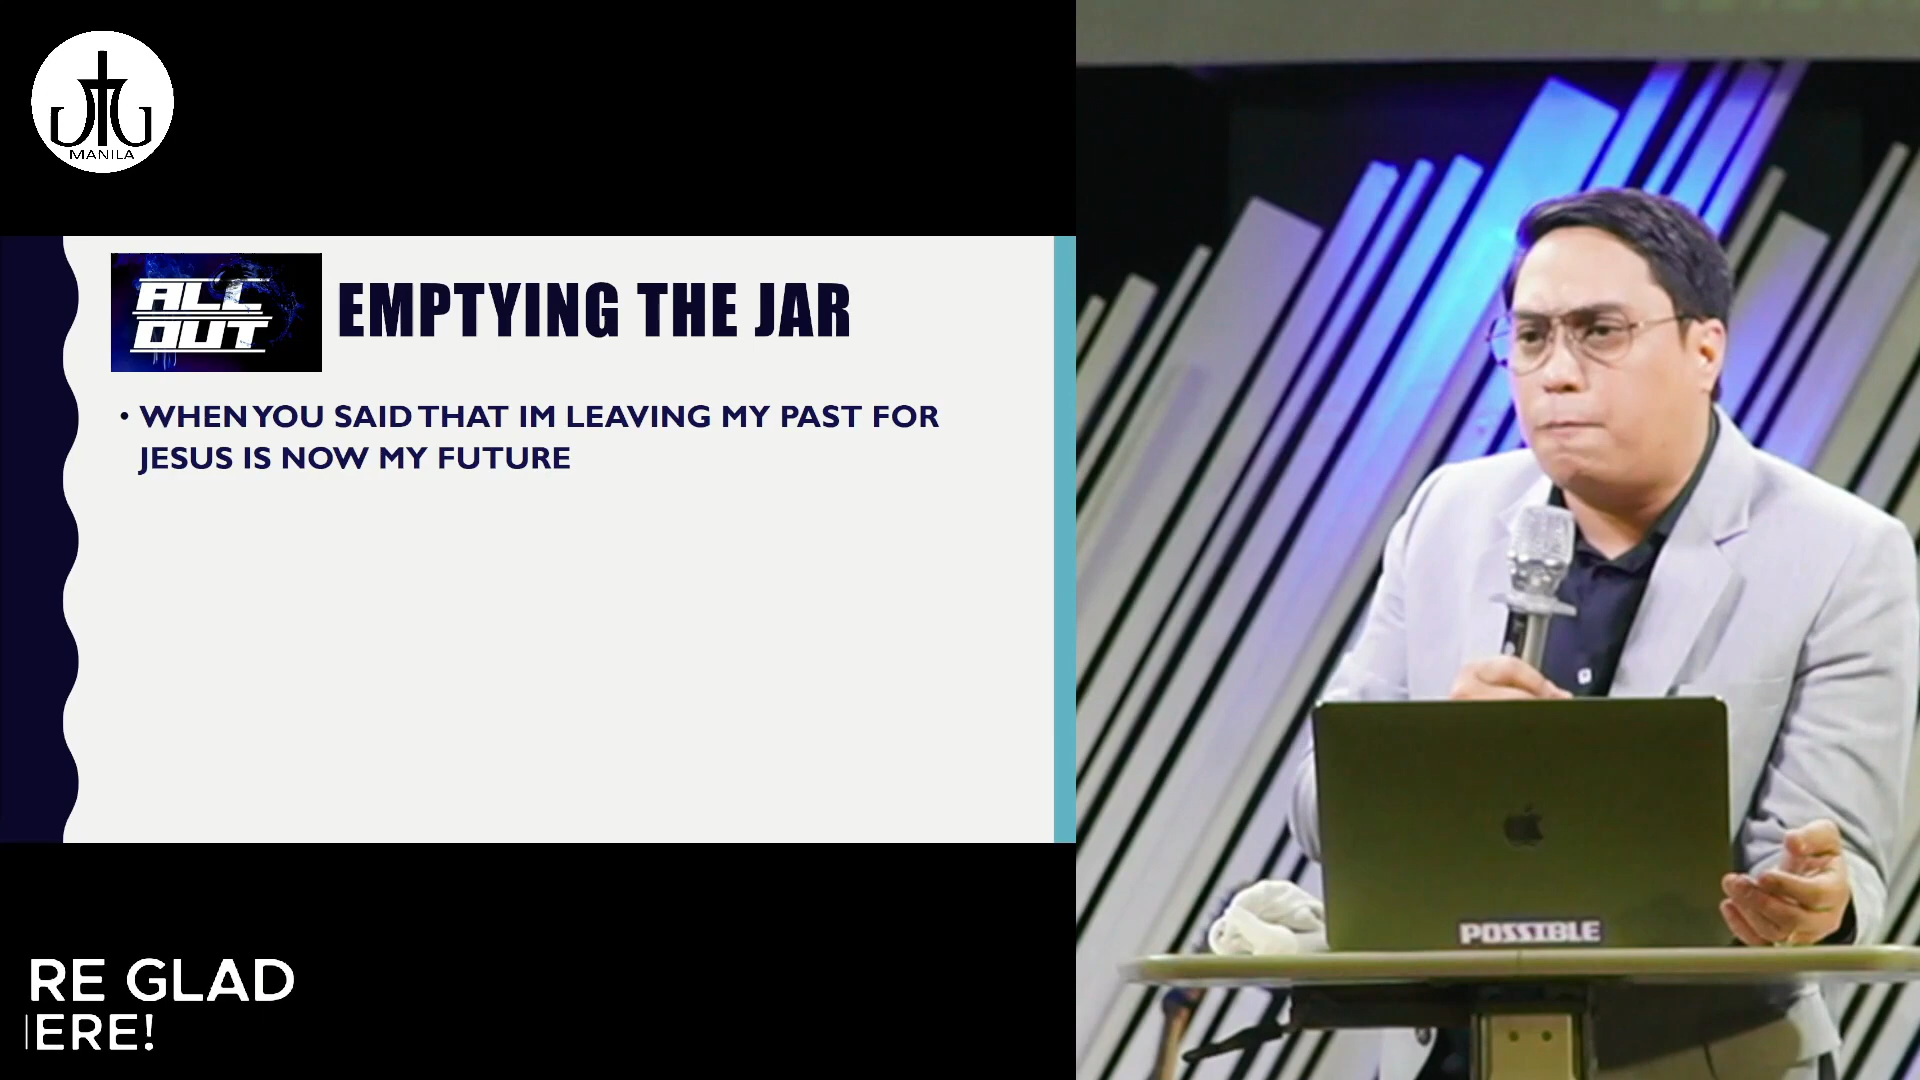 JTG
MANILA
ALL
OUT
EMPTYING THE JAR
• WHEN YOU SAID THAT IM LEAVING MY PAST FOR
JESUS IS NOW MY FUTURE
POSSIBLE
RE GLAD
ERE!